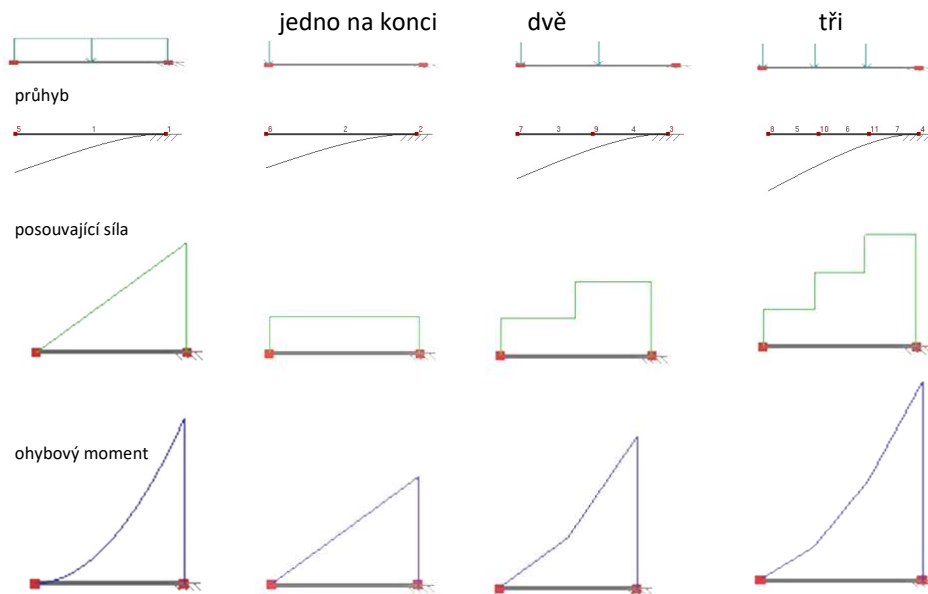 jedno na konci dvě tři
průhyb
5 1 1 6 2 2 7 3 9 4 3 8 5 10 6 11 7 4
posouvající síla
ohybový moment